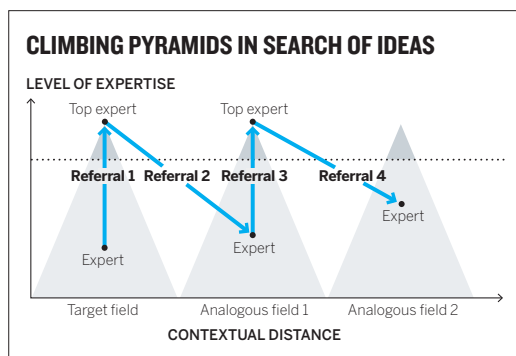 CLIMBING PYRAMIDS IN SEARCH OF IDEAS
LEVEL OF EXPERTISE
Top expert
Top expert
Referral 1
Referral 2
Referral 3
Referral 4
Expert
Expert
Expert
Target field
Analogous field 1
Analogous field 2
CONTEXTUAL DISTANCE